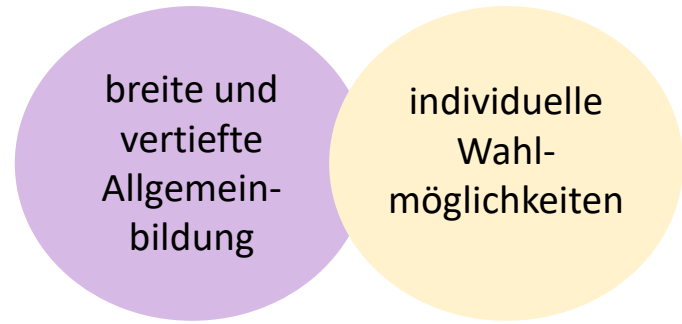 breite und
vertiefte
Allgemein-
bildung
individuelle
Wahl-
möglichkeiten